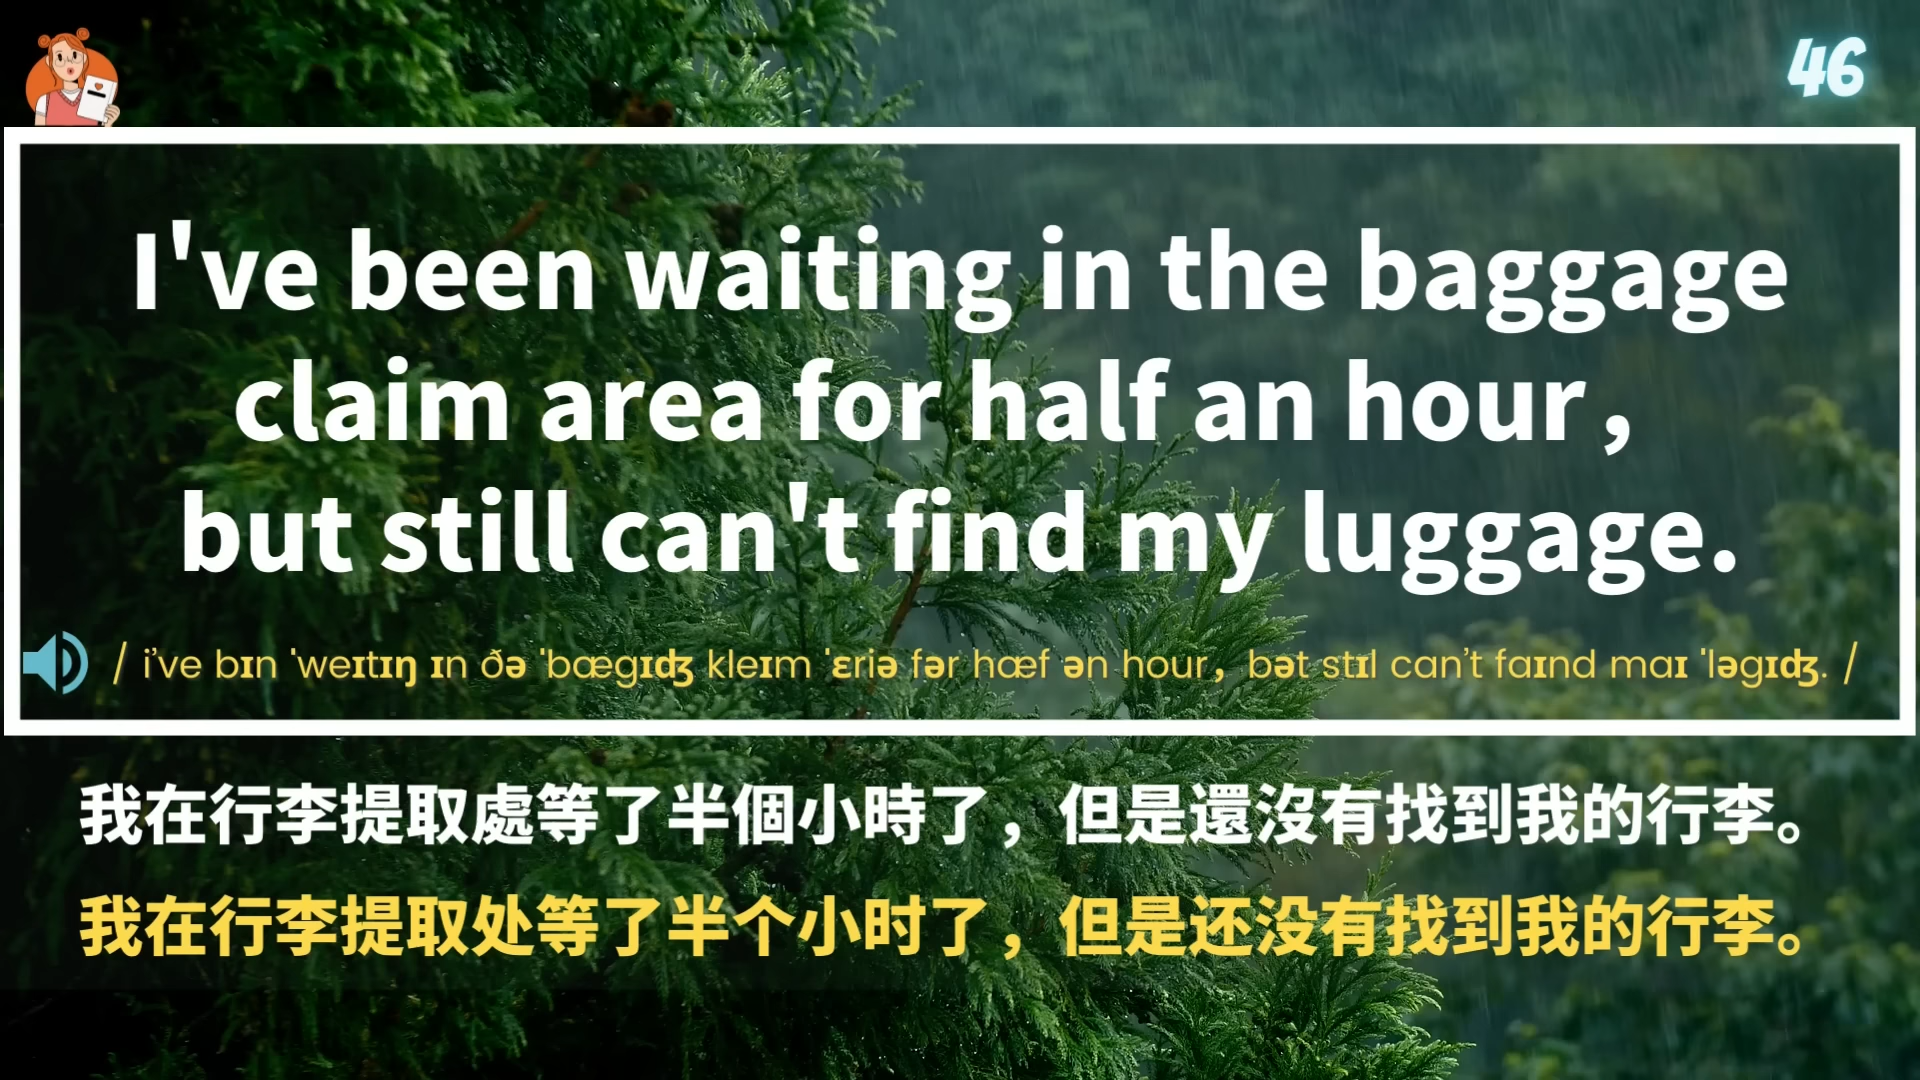 46
I've been waiting in the baggage
claim area for half an hour，
but still can't find my luggage.
/ i’ve bɪn ˈweɪtɪŋ ɪn ðə ˈbægɪʤ kleɪm ˈɛriə fər hæf ən hour，bət stɪl can’t faɪnd maɪ ˈləgɪʤ. /
我在行李提取處等了半個小時了，但是還沒有找到我的行李。
我在行李提取处等了半个小时了，但是还没有找到我的行李。